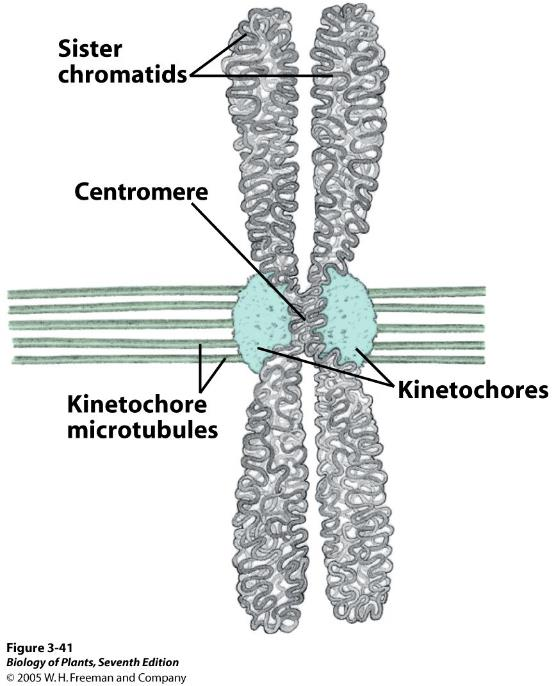 Sister
chromatids
Centromere
Kinetochores
Kinetochore
microtubules
Figure 3-41
Biology of Plants, Seventh Edition
© 2005 W. H. Freeman and Company